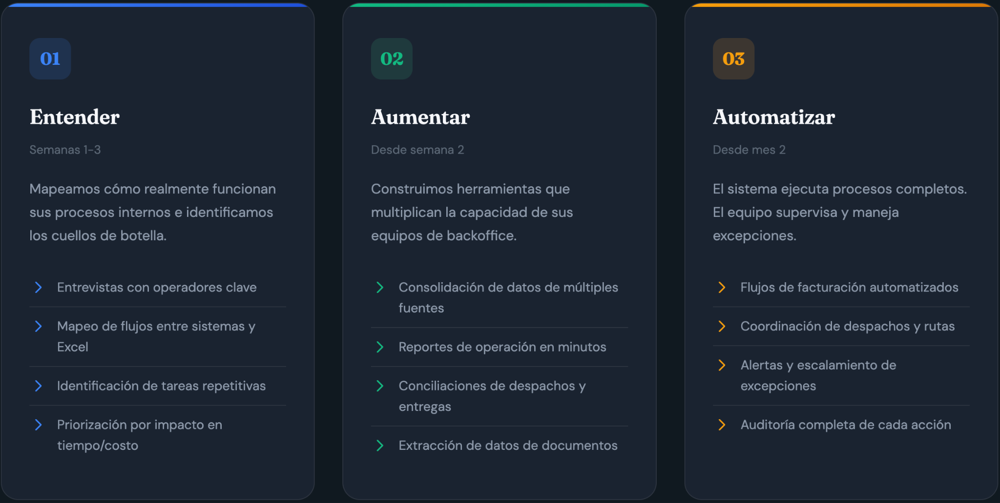 01
Entender
Semanas 1–3
Mapeamos cómo realmente funcionan
sus procesos internos e identificamos
los cuellos de botella.
Entrevistas con operadores clave
Mapeo de flujos entre sistemas y
Excel
Identificación de tareas repetitivas
Priorización por impacto en
tiempo/costo
02
Aumentar
Desde semana 2
Construimos herramientas que
multiplican la capacidad de sus
equipos de backoffice.
Consolidación de datos de múltiples
fuentes
Reportes de operación en minutos
Conciliaciones de despachos y
entregas
Extracción de datos de documentos
03
Automatizar
Desde mes 2
El sistema ejecuta procesos completos.
El equipo supervisa y maneja
excepciones.
Flujos de facturación automatizados
Coordinación de despachos y rutas
Alertas y escalamiento de
excepciones
Auditoría completa de cada acción